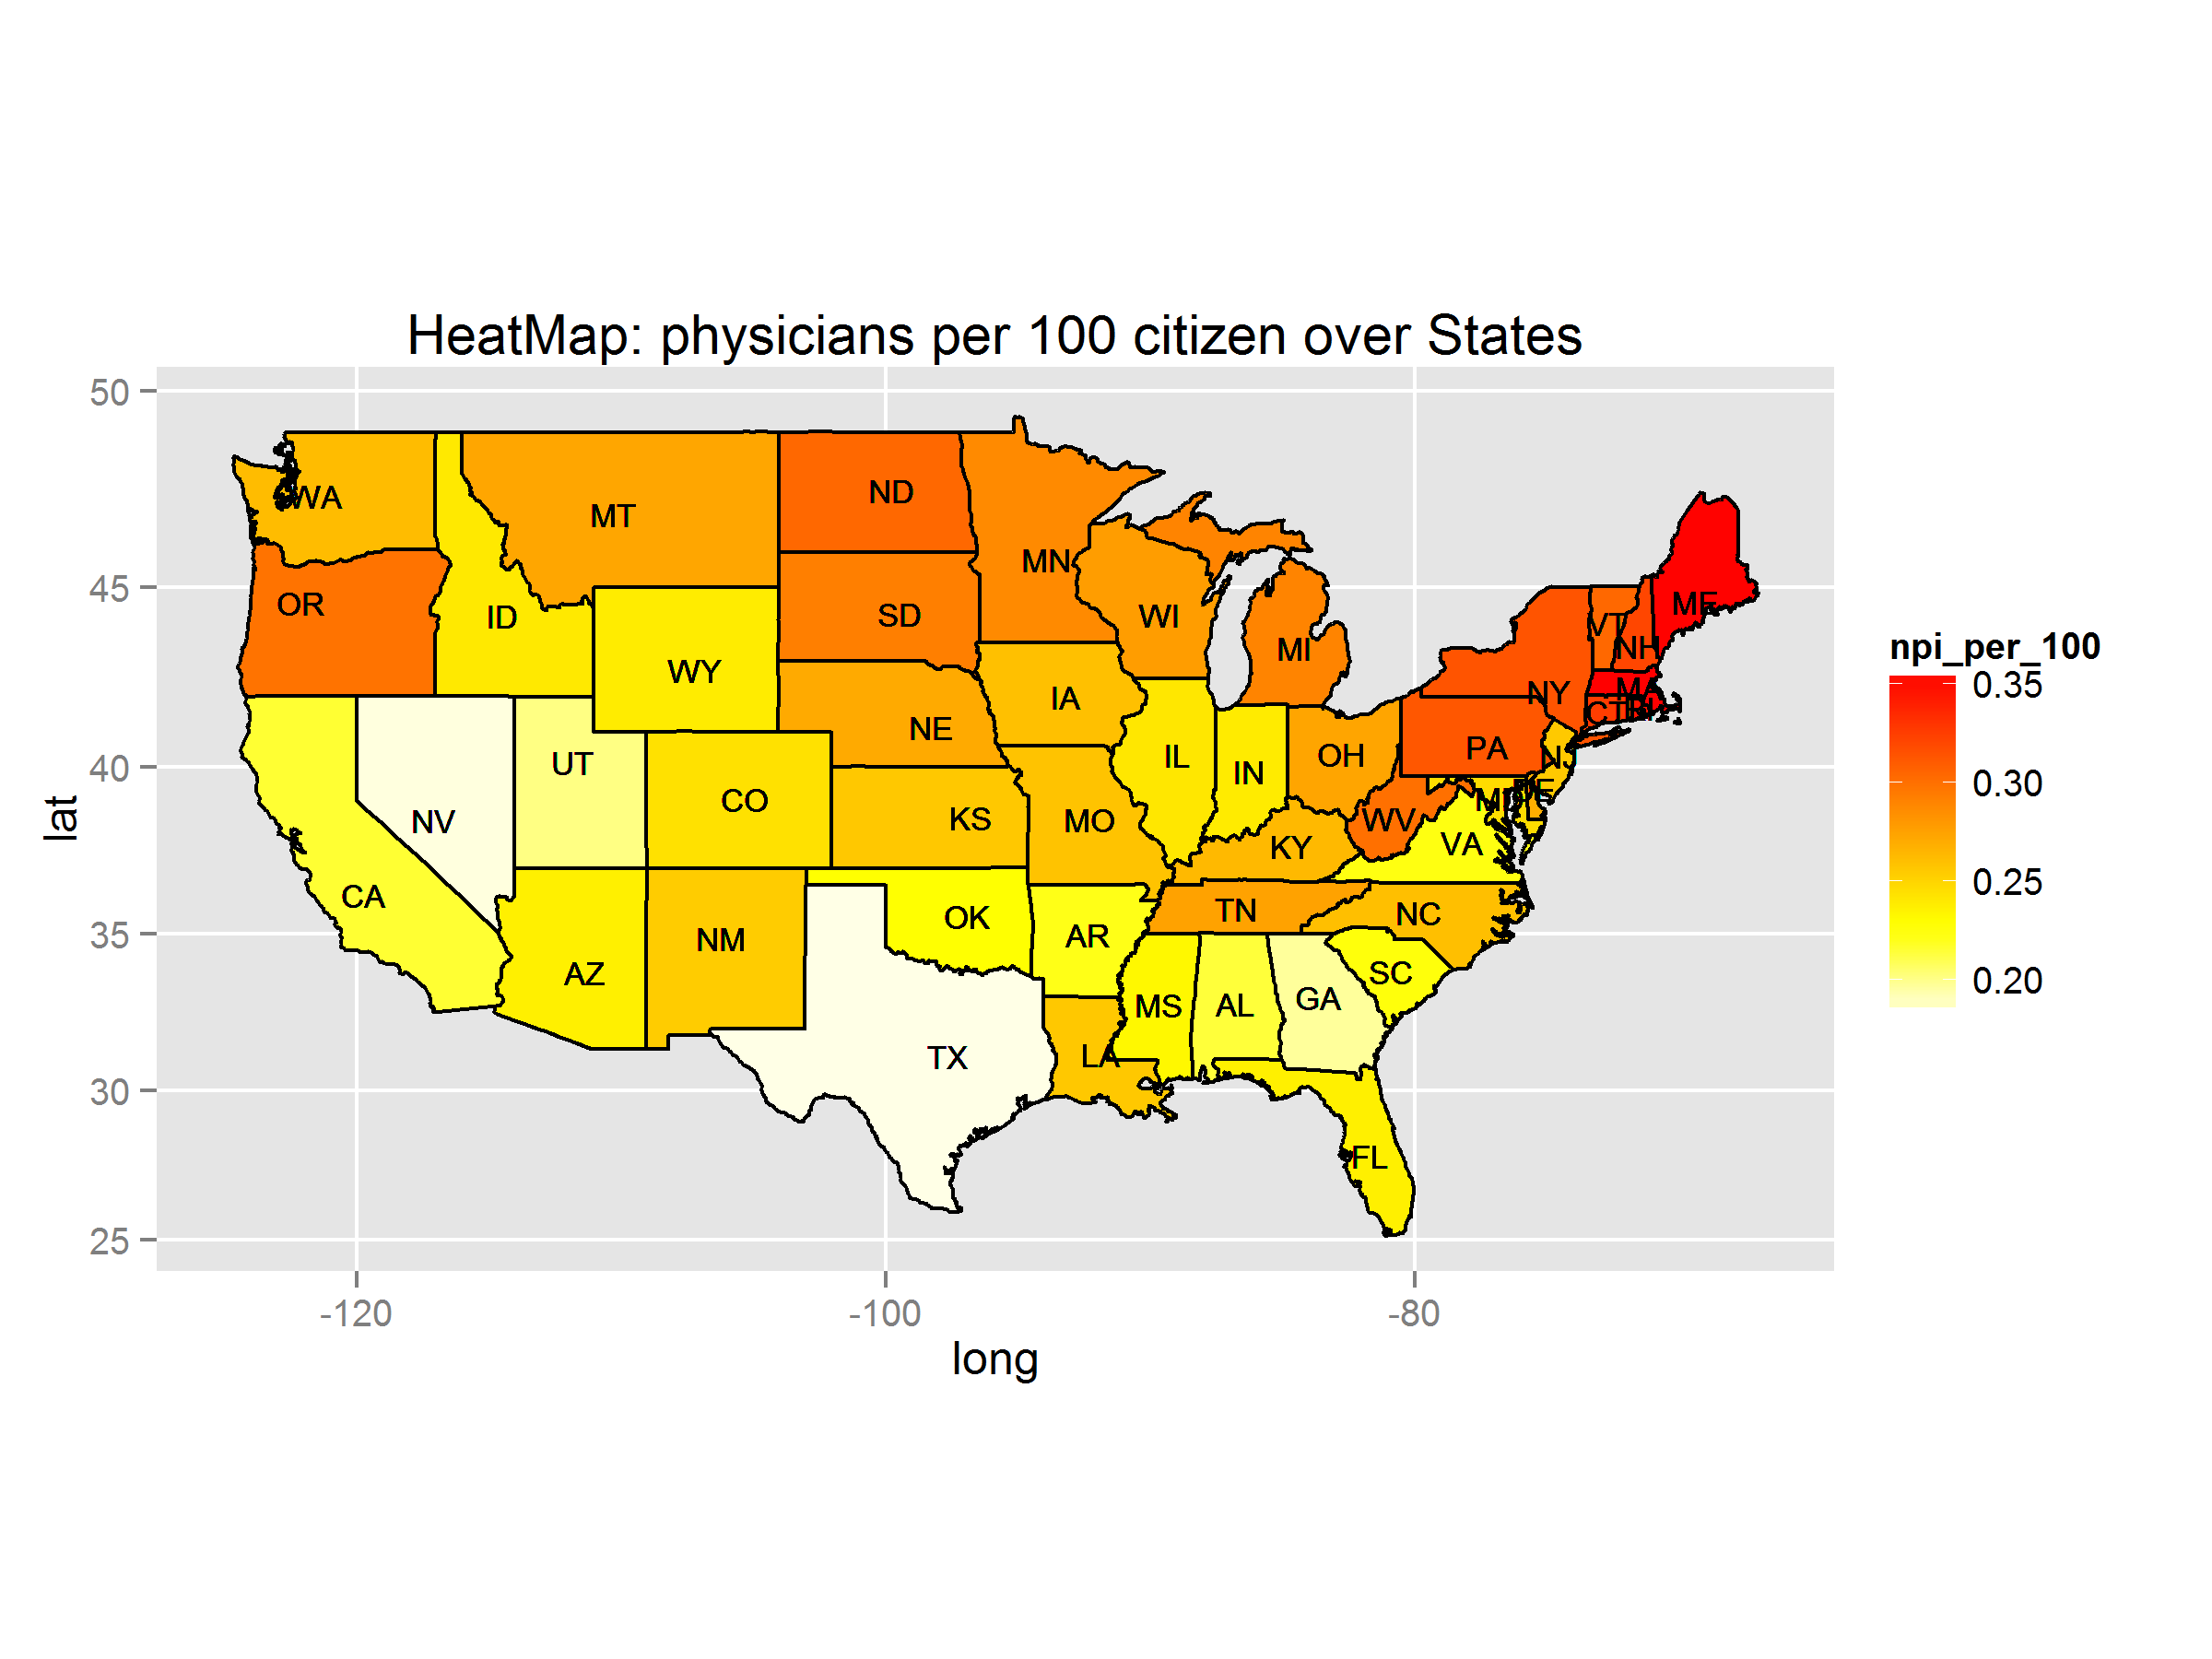 HeatMap: physicians per 100 citizen over States
50
45
40
35
30
25
lat
-120
-100
-80
long
npi_per_100
0.35
0.30
0.25
0.20
WA
MT
ND
MN
OR
ID
SD
WI
MI
ME
VT
NH
WY
NE
IA
NY
MA
CT
RI
NV
UT
CO
KS
MO
IL
IN
OH
PA
NJ
DE
MD
WV
VA
KY
CA
AZ
NM
OK
AR
TN
NC
SC
TX
LA
MS
AL
GA
FL